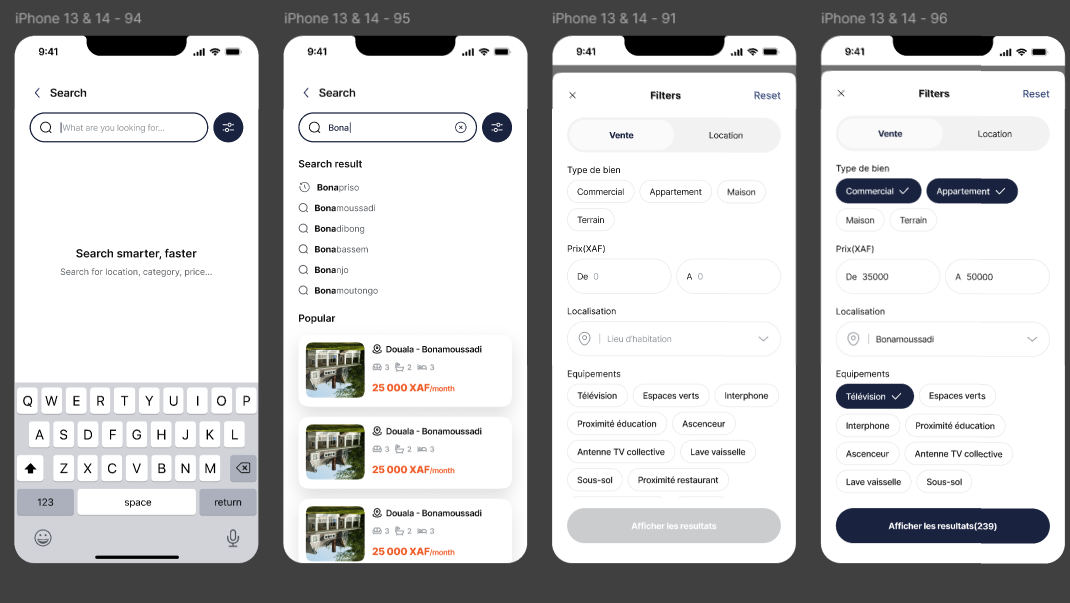 iPhone 13 & 14 - 94
9:41
Search
What are you looking for...
Search smarter, faster
Search for location, category, price...
Q W E R T Y U I O P
A S D F G H J K L
Z X C V B N M
123 space return
iPhone 13 & 14 - 95
9:41
Search
Bona
Search result
Bonapriso
Bonamoussadi
Bonadibong
Bonabassem
Bonanjo
Bonamoutongo
Popular
Douala - Bonamoussadi
3 2 3
25 000 XAF/month
Douala - Bonamoussadi
3 2 3
25 000 XAF/month
Douala - Bonamoussadi
3 2 3
25 000 XAF/month
iPhone 13 & 14 - 91
9:41
Filters Reset
Vente Location
Type de bien
Commercial Appartement Maison
Terrain
Prix(XAF)
De 0 A 0
Localisation
Lieu d'habitation
Equipements
Télévision Espaces verts Interphone
Proximité éducation Ascenceur
Antenne TV collective Lave vaisselle
Sous-sol Proximité restaurant
Afficher les resultats
iPhone 13 & 14 - 96
9:41
Filters Reset
Vente Location
Type de bien
Commercial Appartement
Maison Terrain
Prix(XAF)
De 35000 A 50000
Localisation
Bonamoussadi
Equipements
Télévision Espaces verts
Interphone Proximité éducation
Ascenceur Antenne TV collective
Lave vaisselle Sous-sol
Afficher les resultats(239)